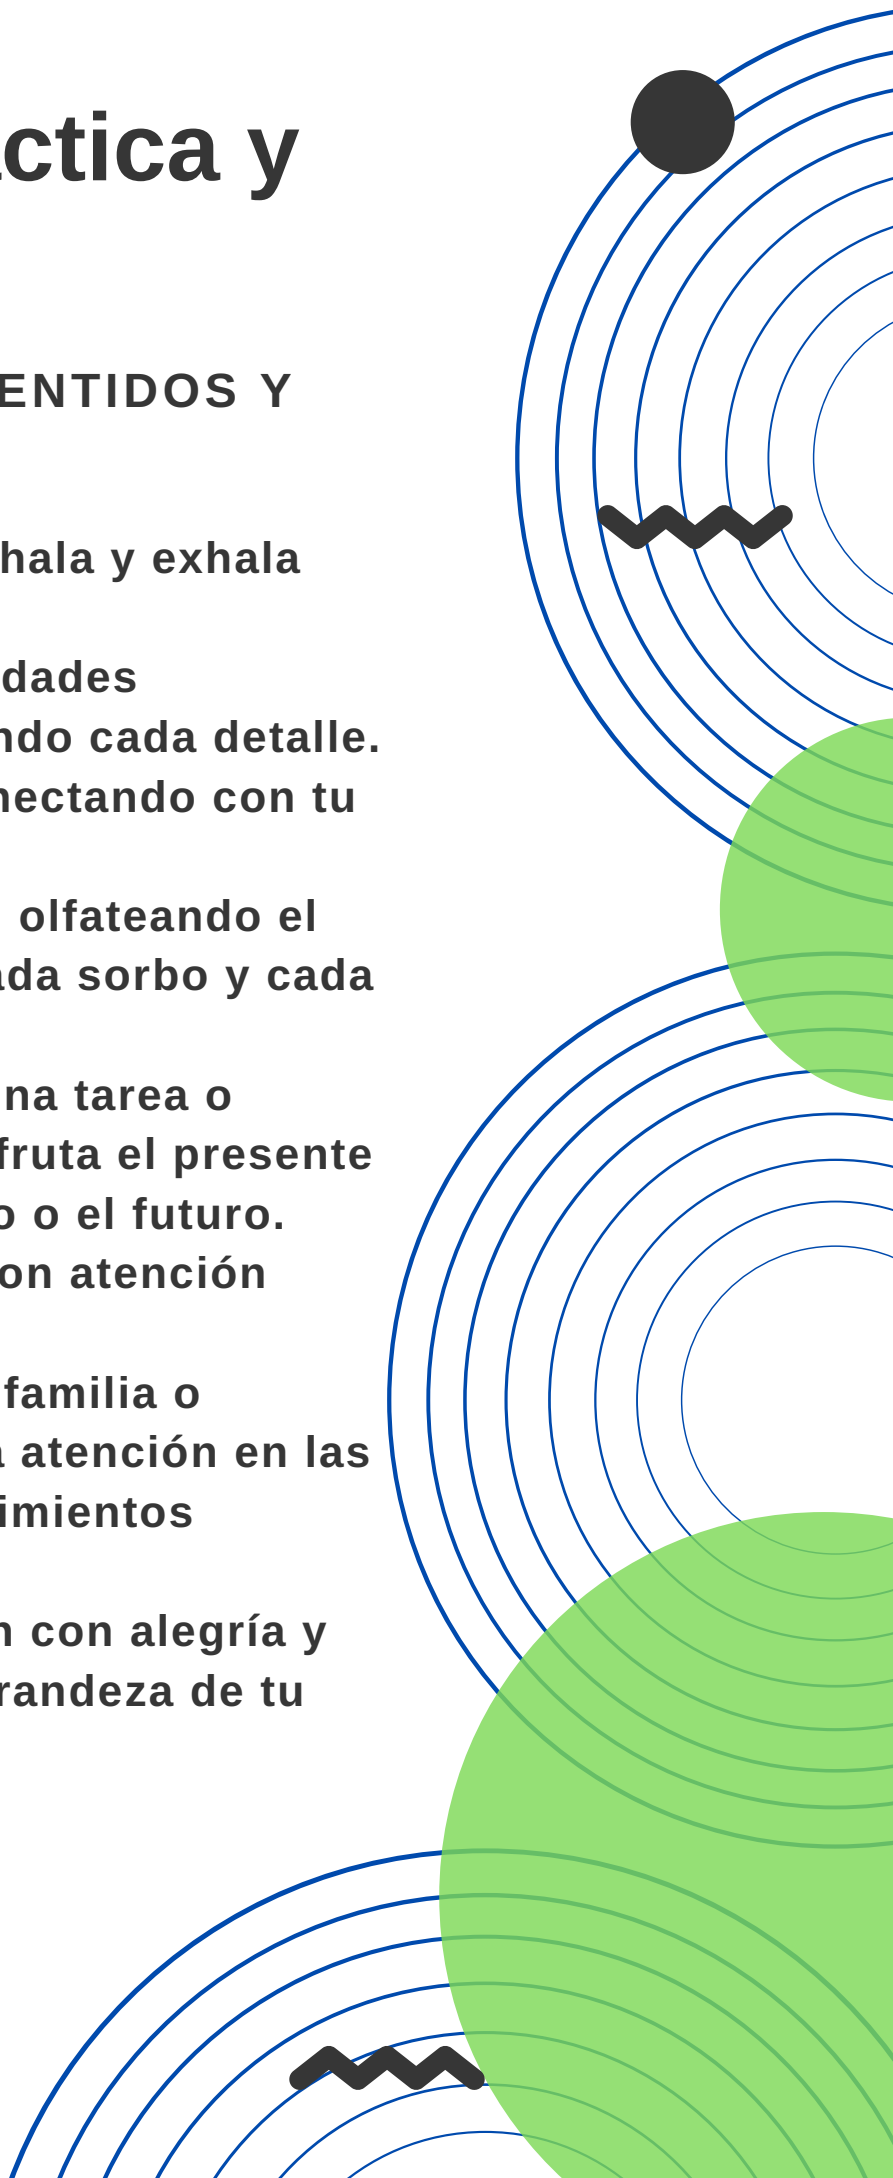 ctica y
ENTIDOS Y
hala y exhala
dades
ndo cada detalle.
nectando con tu
olfateando el
ada sorbo y cada
na tarea o
fruta el presente
o o el futuro.
on atención
familia o
a atención en las
imientos
n con alegría y
randeza de tu